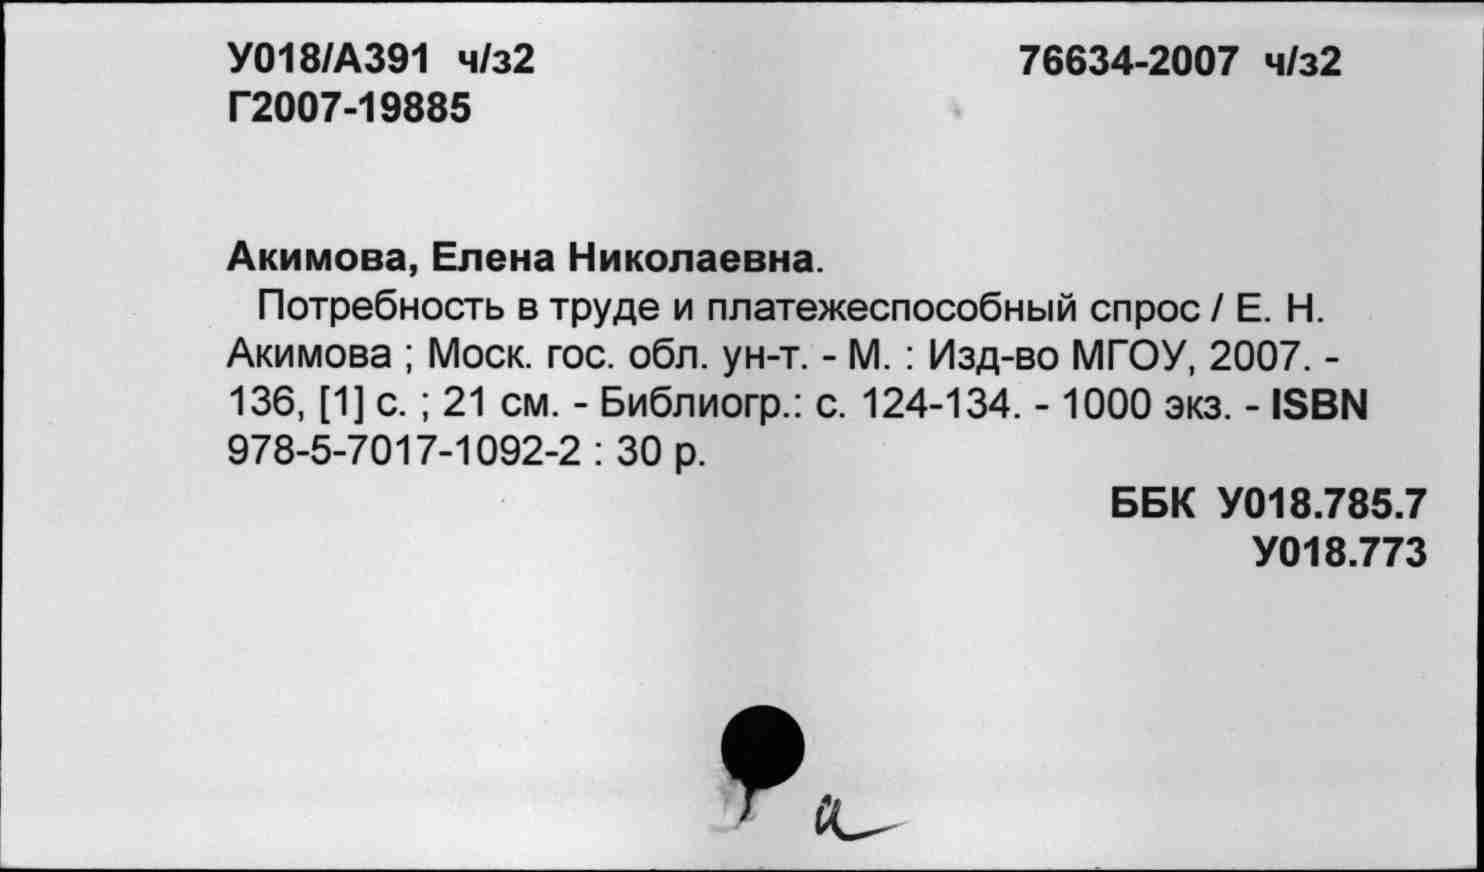 У018/А391 ч/з2
76634-2007 ч/з2
Г2007-19885
Акимова, Елена Николаевна.
Потребность в труде и платежеспособный спрос / Е. Н.
Акимова ; Моск. гос. обл. ун-т. - М. : Изд-во МГОУ, 2007. -
136, [1] с. ; 21 см. - Библиогр.: с. 124-134. - 1000 экз. - ISBN
978-5-7017-1092-2 : 30 р.
ББК У018.785.7
У018.773
и